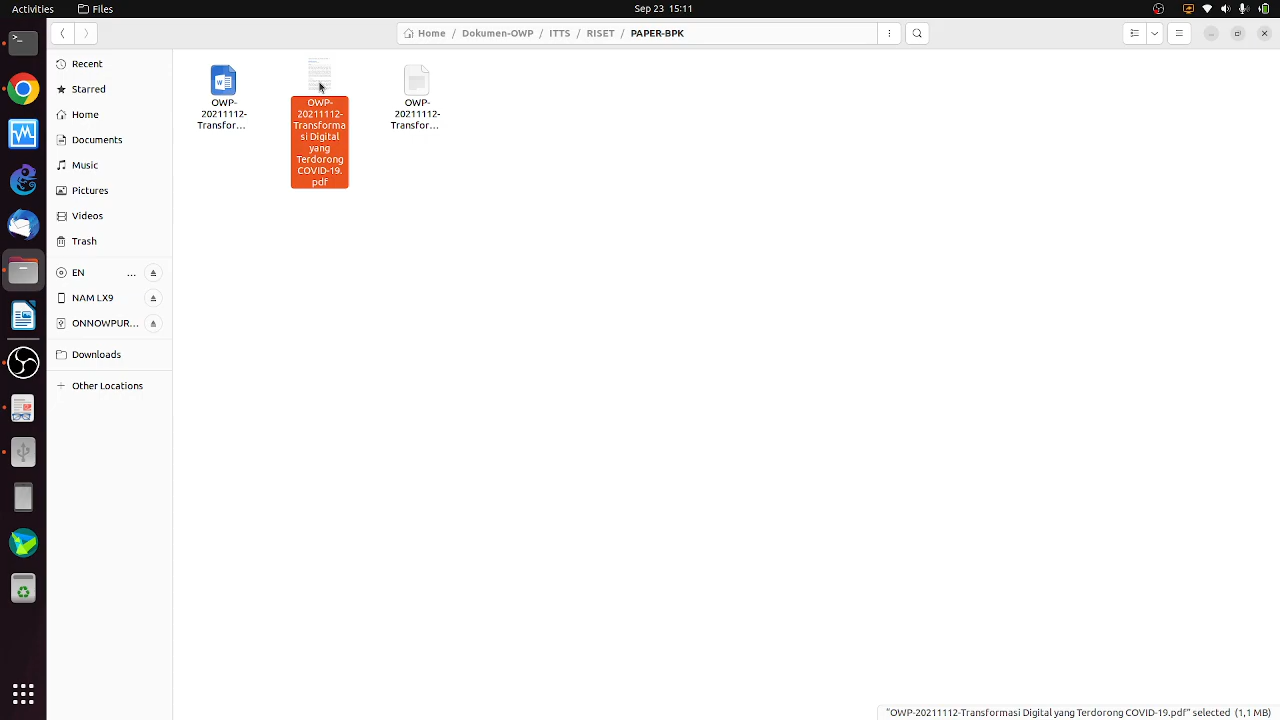 Activities
Files
Sep 23 15:11
Home / Dokumen-OWP / ITTS / RISET / PAPER-BPK
Recent
Starred
Home
Documents
Music
Pictures
Videos
Trash
EN ...
NAM LX9
ONNOWPUR...
Downloads
Other Locations
OWP-
20211112-
Transfor...
OWP-
20211112-
Transforma
si Digital
yang
Terdorong
COVID-19.
pdf
OWP-
20211112-
Transfor...
"OWP-20211112-Transformasi Digital yang Terdorong COVID-19.pdf" selected (1,1 MB)